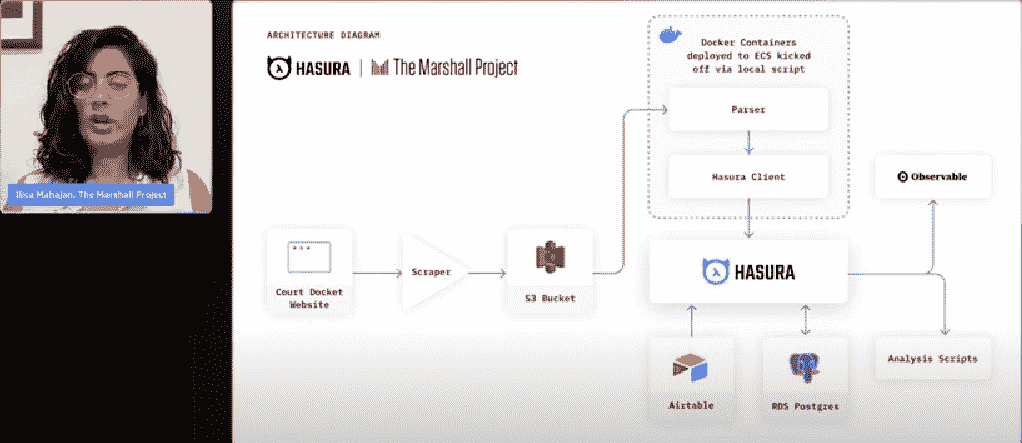 ARCHITECTURE DIAGRAM
HASURA | The Marshall Project
Docker Containers
deployed to ECS kicked
off via local script
Parser
Hasura Client
Observable
HASURA
Court Docket
Website
Scraper
S3 Bucket
Analysis Scripts
Airtable
RDS Postgres
Mahajan, The Marshall Project